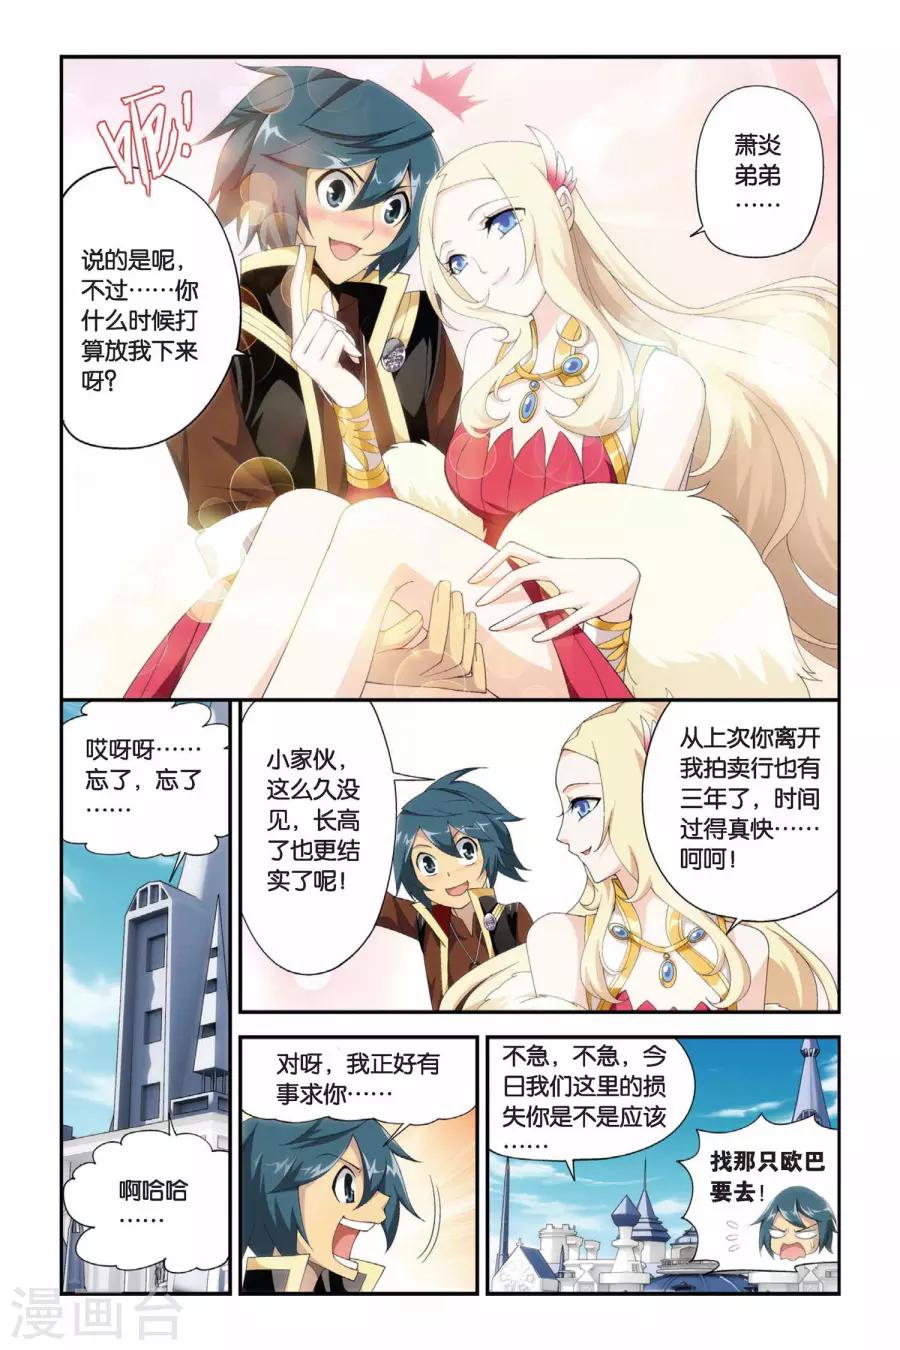 萧炎
弟弟
……
呃！
说的是呢，
不过……你
什么时候打
算放我下来
呀？
从上次你离开
我拍卖行也有
三年了，时间
过得真快……
呵呵！
小家伙，
这么久没
见，长高
了也更结
实了呢！
哎呀呀……
忘了，忘了
……
啊哈哈
……
对呀，我正好有
事求你……
不急，不急，今
日我们这里的损
失你是不是应该
……
找那只欧巴
要去！
漫画台